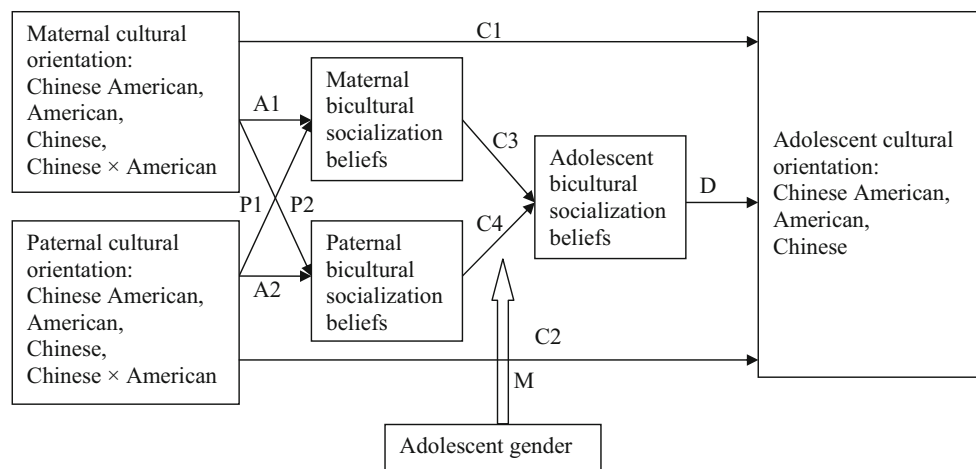 Maternal cultural
orientation:
Chinese American,
American,
Chinese,
Chinese × American
C1
A1
Maternal
bicultural
socialization
beliefs
C3
P1
P2
Adolescent
bicultural
socialization
beliefs
D
Adolescent cultural
orientation:
Chinese American,
American,
Chinese
Paternal cultural
orientation:
Chinese American,
American,
Chinese,
Chinese × American
A2
Paternal
bicultural
socialization
beliefs
C4
C2
M
Adolescent gender